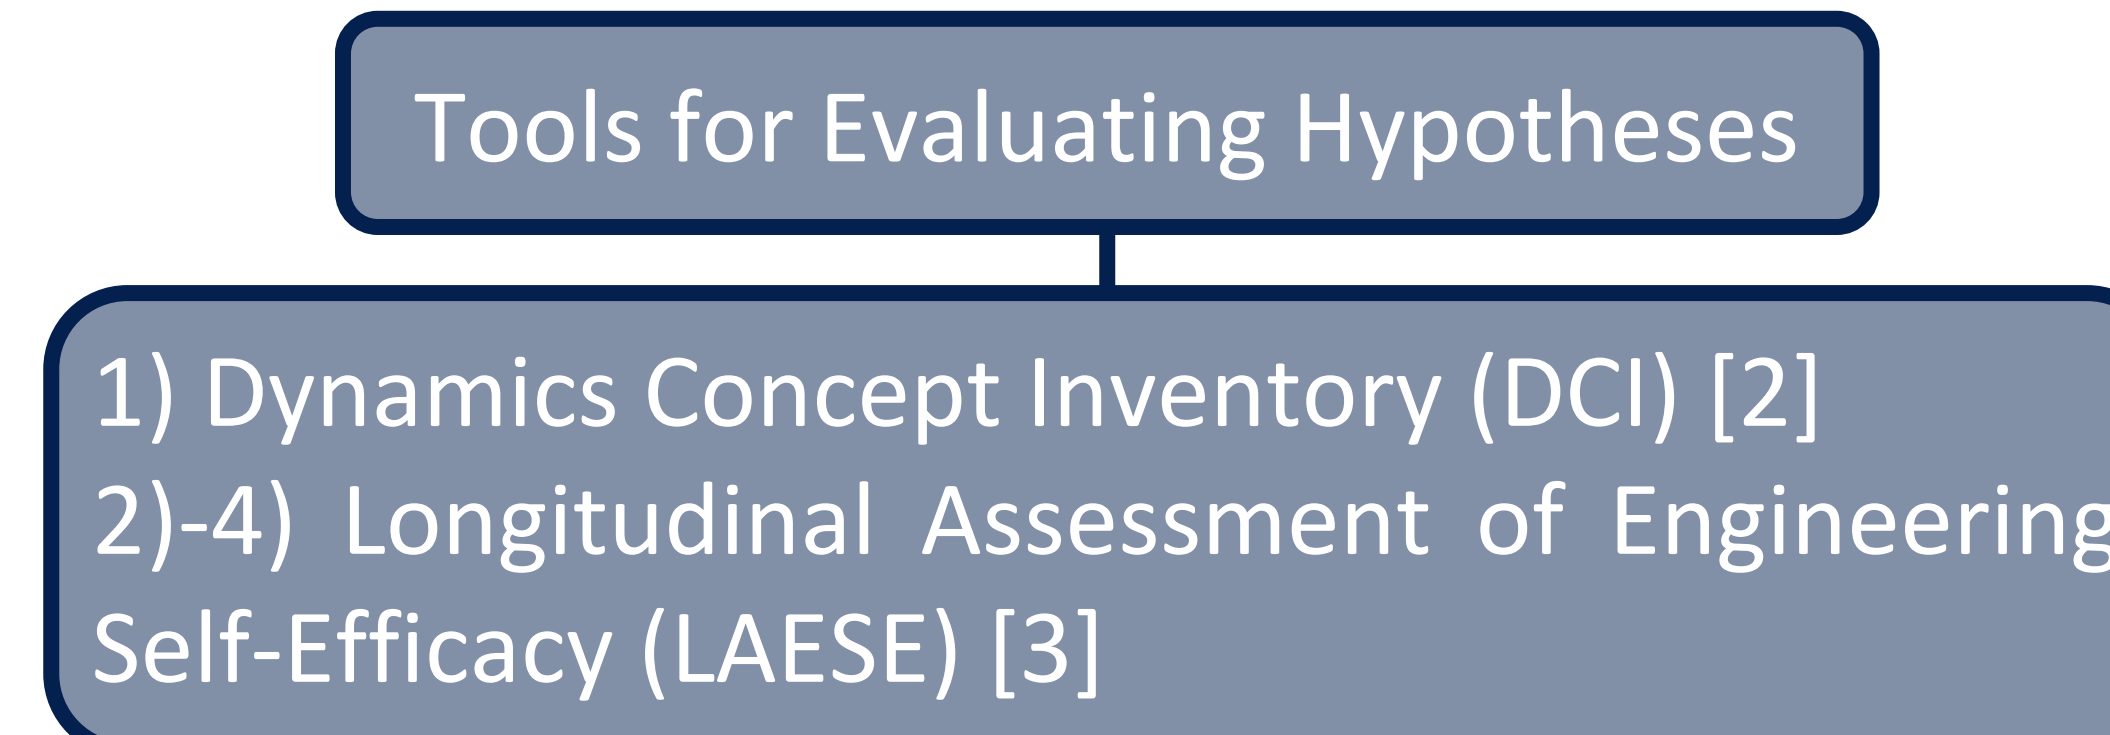 Tools for Evaluating Hypotheses
1) Dynamics Concept Inventory (DCI) [2]
2)-4) Longitudinal Assessment of Engineering
Self-Efficacy (LAESE) [3]